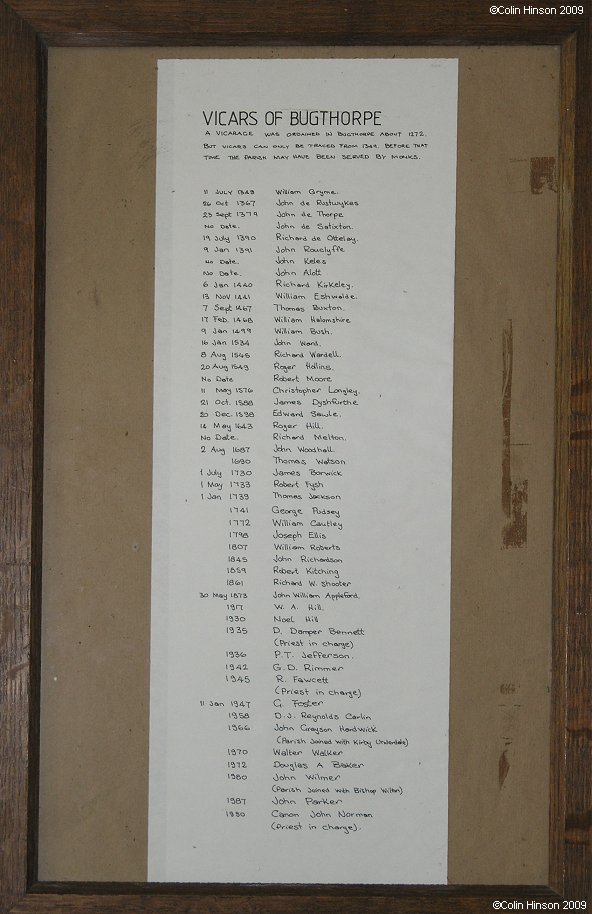 ©Colin Hinson 2009
VICARS OF BUGTHORPE
A VICARAGE WAS ORDAINED IN BUGTHORPE ABOUT 1272.
BUT VICARS CAN ONLY BE TRACED FROM 1349. BEFORE THAT
TIME THE PARISH MAY HAVE BEEN SERVED BY MONKS.
11 JULY 1349 William Gryme.
26 Oct 1367 John de Rustwykes
23 Sept 1379 John de Thorpe
No Date. John de Satixton.
19 July 1390 Richard de Otteley.
9 Jan 1391 John Rouclyffe
No Date. John Keles
No Date. John Alott
6 Jan 1440 Richard Kirkeley.
13 Nov 1441 William Eshwalde.
7 Sept 1467 Thomas Buxton.
17 Feb. 1468 William Halomshire
9 Jan 1499 William Bush.
16 Jan 1534 John Ward.
8 Aug 1545 Richard Wardell.
20 Aug 1549 Roger
No Date Robert Moore
11 May 1576 Christopher Longley.
21 Oct. 1588 James Dyshfurthe
20 Dec. 1598 Edward Sawle.
14 May 1643 Roger Hill.
No Date. Richard Melton.
2 Aug 1687 John Woodhall.
1690 Thomas Watson
1 July 1730 James Borwick
1 May 1733 Robert Fysh
1 Jan 1739 Thomas Jackson
1741 George Pudsey
1772 William Cautley
1798 Joseph Ellis
1807 William Roberts
1845 John Richardson
1859 Robert Kitching
1861 Richard W. Shooter
30 May 1873 John William Appleford.
1917 W. A. Hill.
1930 Noel Hill
1935 D. Damper Bennett
(Priest in charge)
1936 P.T. Jefferson.
1942 G.D. Rimmer
1945 R. Fawcett
(Priest in charge)
11 Jan 1947 G. Foster
1958 D.J. Reynolds Carlin
1966 John Grayson Hardwick
(Parish Joined with Kirby Underdale)
1970 Walter Walker
1972 Douglas A Baker
1980 John Wilmer
(Parish Joined with Bishop Wilton)
1987 John Parker
1990 Canon John Norman
(Priest in charge).
©Colin Hinson 2009